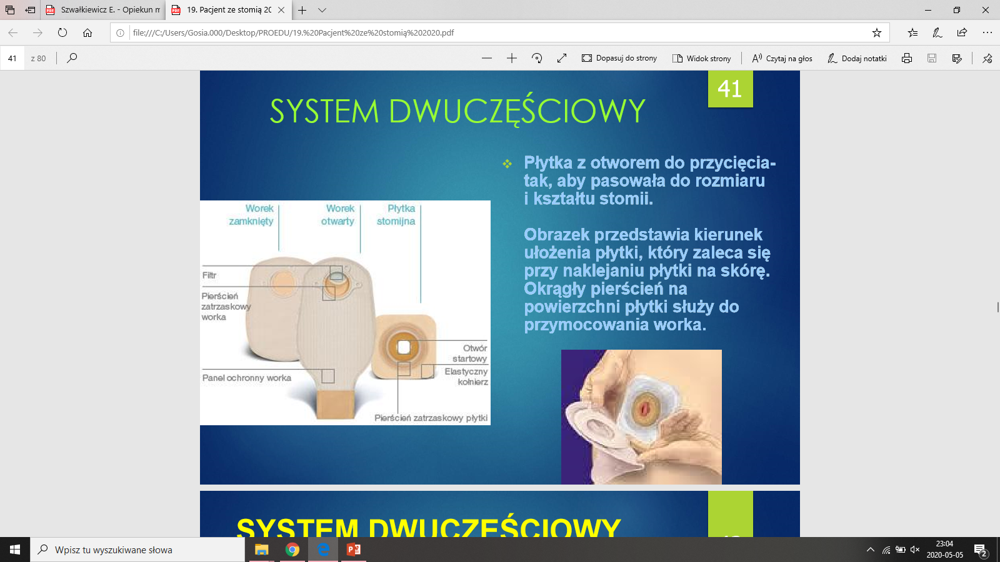 Szwałkiewicz E. - Opiekun m
19. Pacjent ze stomią 20
file:///C:/Users/Gosia.000/Desktop/PROEDU/19.%20Pacjent%20ze%20stomią%202020.pdf
41 z 80
Dopasuj do strony
Widok strony
Czytaj na głos
Dodaj notatki
41
SYSTEM DWUCZĘŚCIOWY
Płytka z otworem do przycięcia-
tak, aby pasowała do rozmiaru
i kształtu stomii.
Obrazek przedstawia kierunek
ułożenia płytki, który zaleca się
przy naklejaniu płytki na skórę.
Okrągły pierścień na
powierzchni płytki służy do
przymocowania worka.
Worek
zamknięty
Worek
otwarty
Płytka
stomijna
Filtr
Pierścień
zatrzaskowy
worka
Panel ochronny worka
Otwór
startowy
Elastyczny
kołnierz
Pierścień zatrzaskowy płytki
SYSTEM DWUCZĘŚCIOWY
Wpisz tu wyszukiwane słowa
23:04
2020-05-05
2